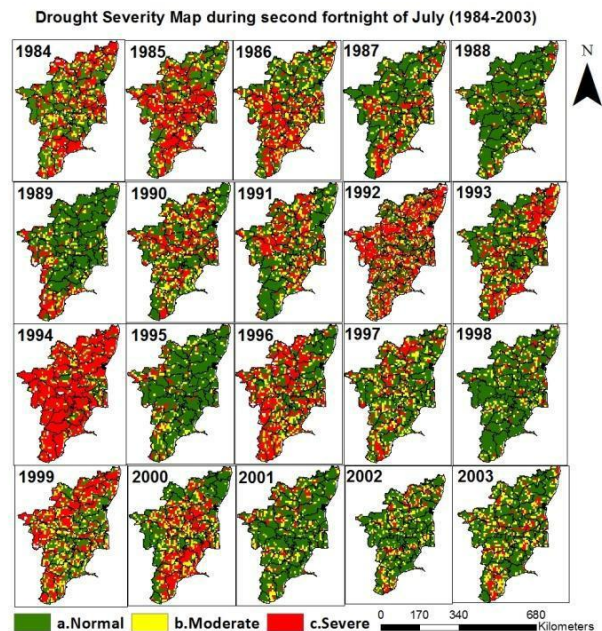 Drought Severity Map during second fortnight of July (1984-2003)
1984 1985 1986 1987 1988
N
1989 1990 1991 1992 1993
1994 1995 1996 1997 1998
1999 2000 2001 2002 2003
a.Normal b.Moderate c.Severe
0 170 340 680
Kilometers